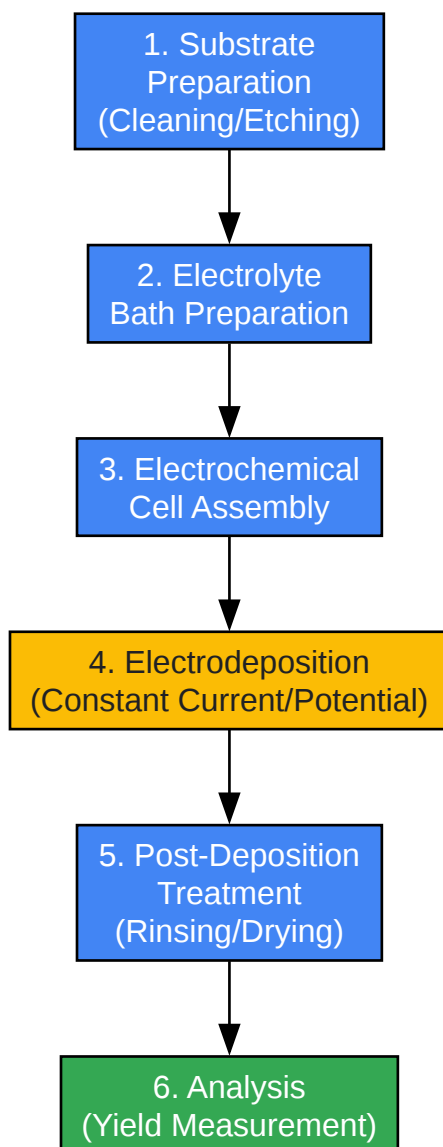 1. Substrate
Preparation
(Cleaning/Etching)
2. Electrolyte
Bath Preparation
3. Electrochemical
Cell Assembly
4. Electrodeposition
(Constant Current/Potential)
5. Post-Deposition
Treatment
(Rinsing/Drying)
6. Analysis
(Yield Measurement)